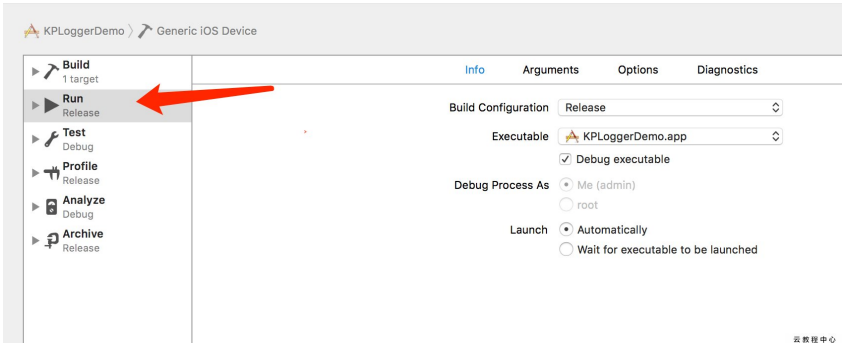 KPLoggerDemo 〉 Generic iOS Device
Build
1 target
Run
Release
Test
Debug
Profile
Release
Analyze
Debug
Archive
Release
Info Arguments Options Diagnostics
Build Configuration Release
Executable KPLoggerDemo.app
Debug executable
Debug Process As Me (admin)
root
Launch Automatically
Wait for executable to be launched
云教程中心